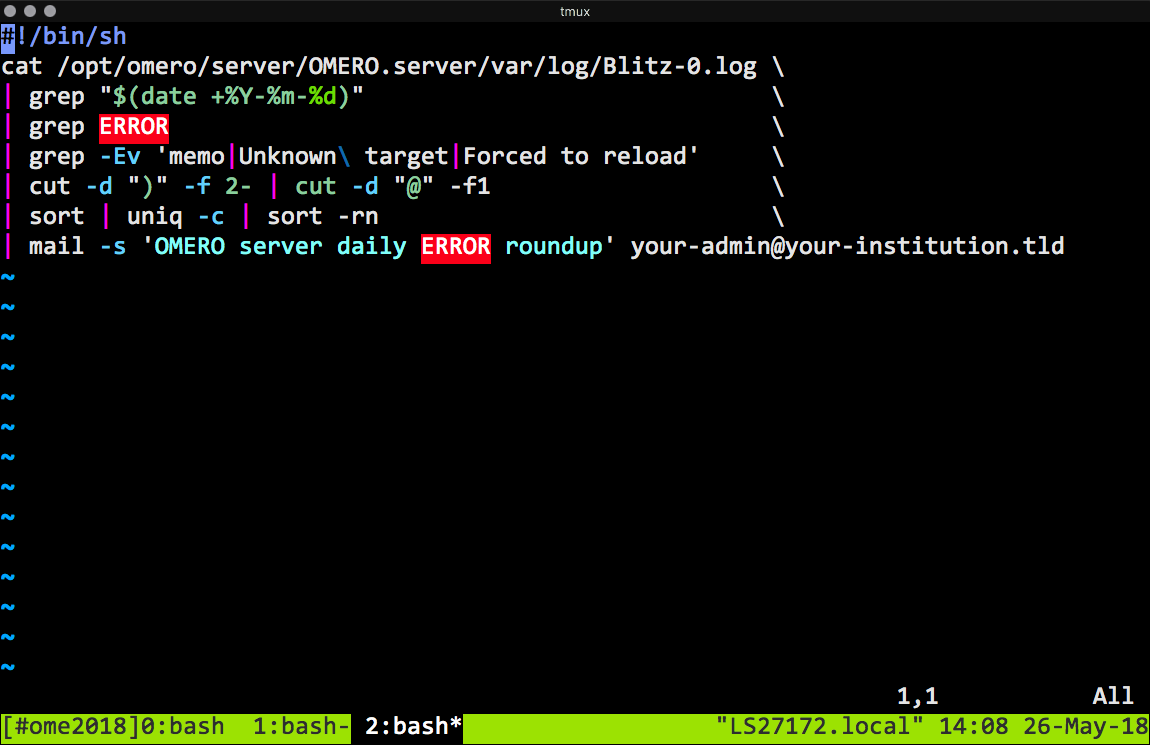 tmux
#!/bin/sh
cat /opt/omero/server/OMERO.server/var/log/Blitz-0.log \
| grep "$(date +%Y-%m-%d)" \
| grep ERROR \
| grep -Ev 'memo|Unknown\ target|Forced to reload' \
| cut -d ")" -f 2- | cut -d "@" -f1 \
| sort | uniq -c | sort -rn \
| mail -s 'OMERO server daily ERROR roundup' your-admin@your-institution.tld
~
~
~
~
~
~
~
~
~
~
~
~
~
~
1,1 All
[#ome2018]0:bash 1:bash- 2:bash* "LS27172.local" 14:08 26-May-18